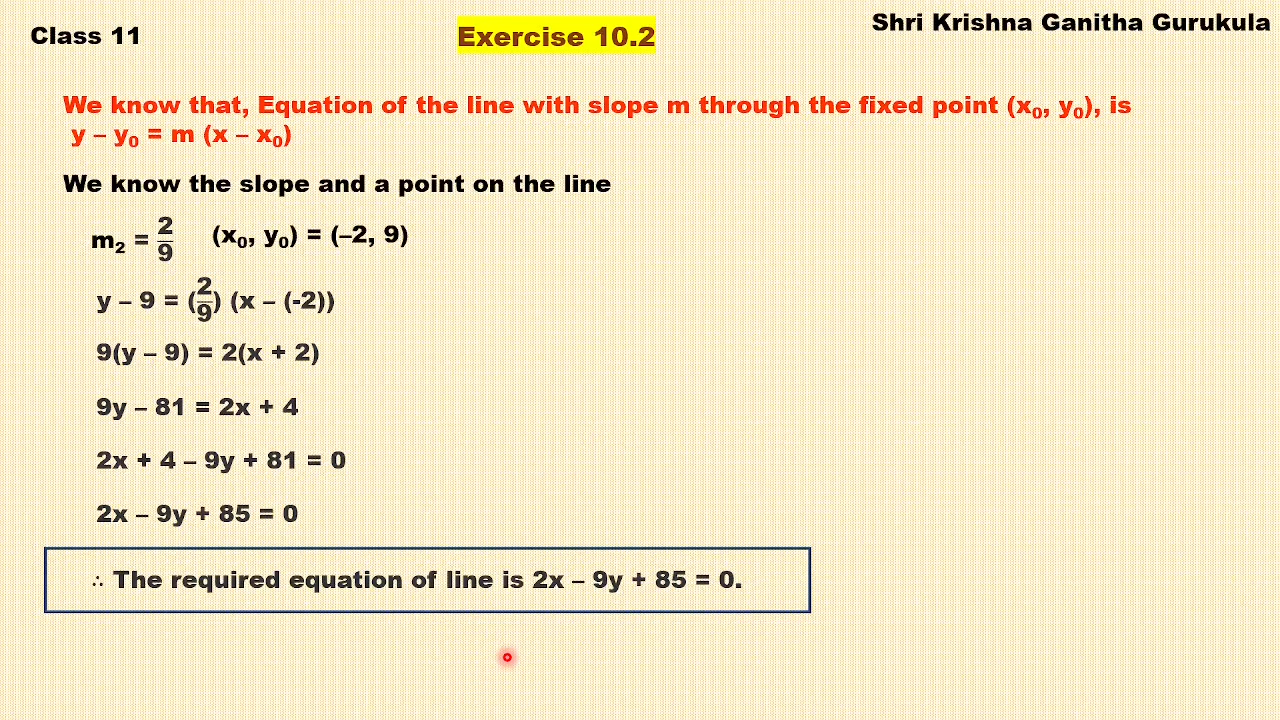 Class 11
Exercise 10.2
Shri Krishna Ganitha Gurukula
We know that, Equation of the line with slope m through the fixed point (x₀, y₀), is
y – y₀ = m (x – x₀)
We know the slope and a point on the line
m₂ = 2/9 (x₀, y₀) = (–2, 9)
y – 9 = (2/9) (x – (-2))
9(y – 9) = 2(x + 2)
9y – 81 = 2x + 4
2x + 4 – 9y + 81 = 0
2x – 9y + 85 = 0
∴ The required equation of line is 2x – 9y + 85 = 0.